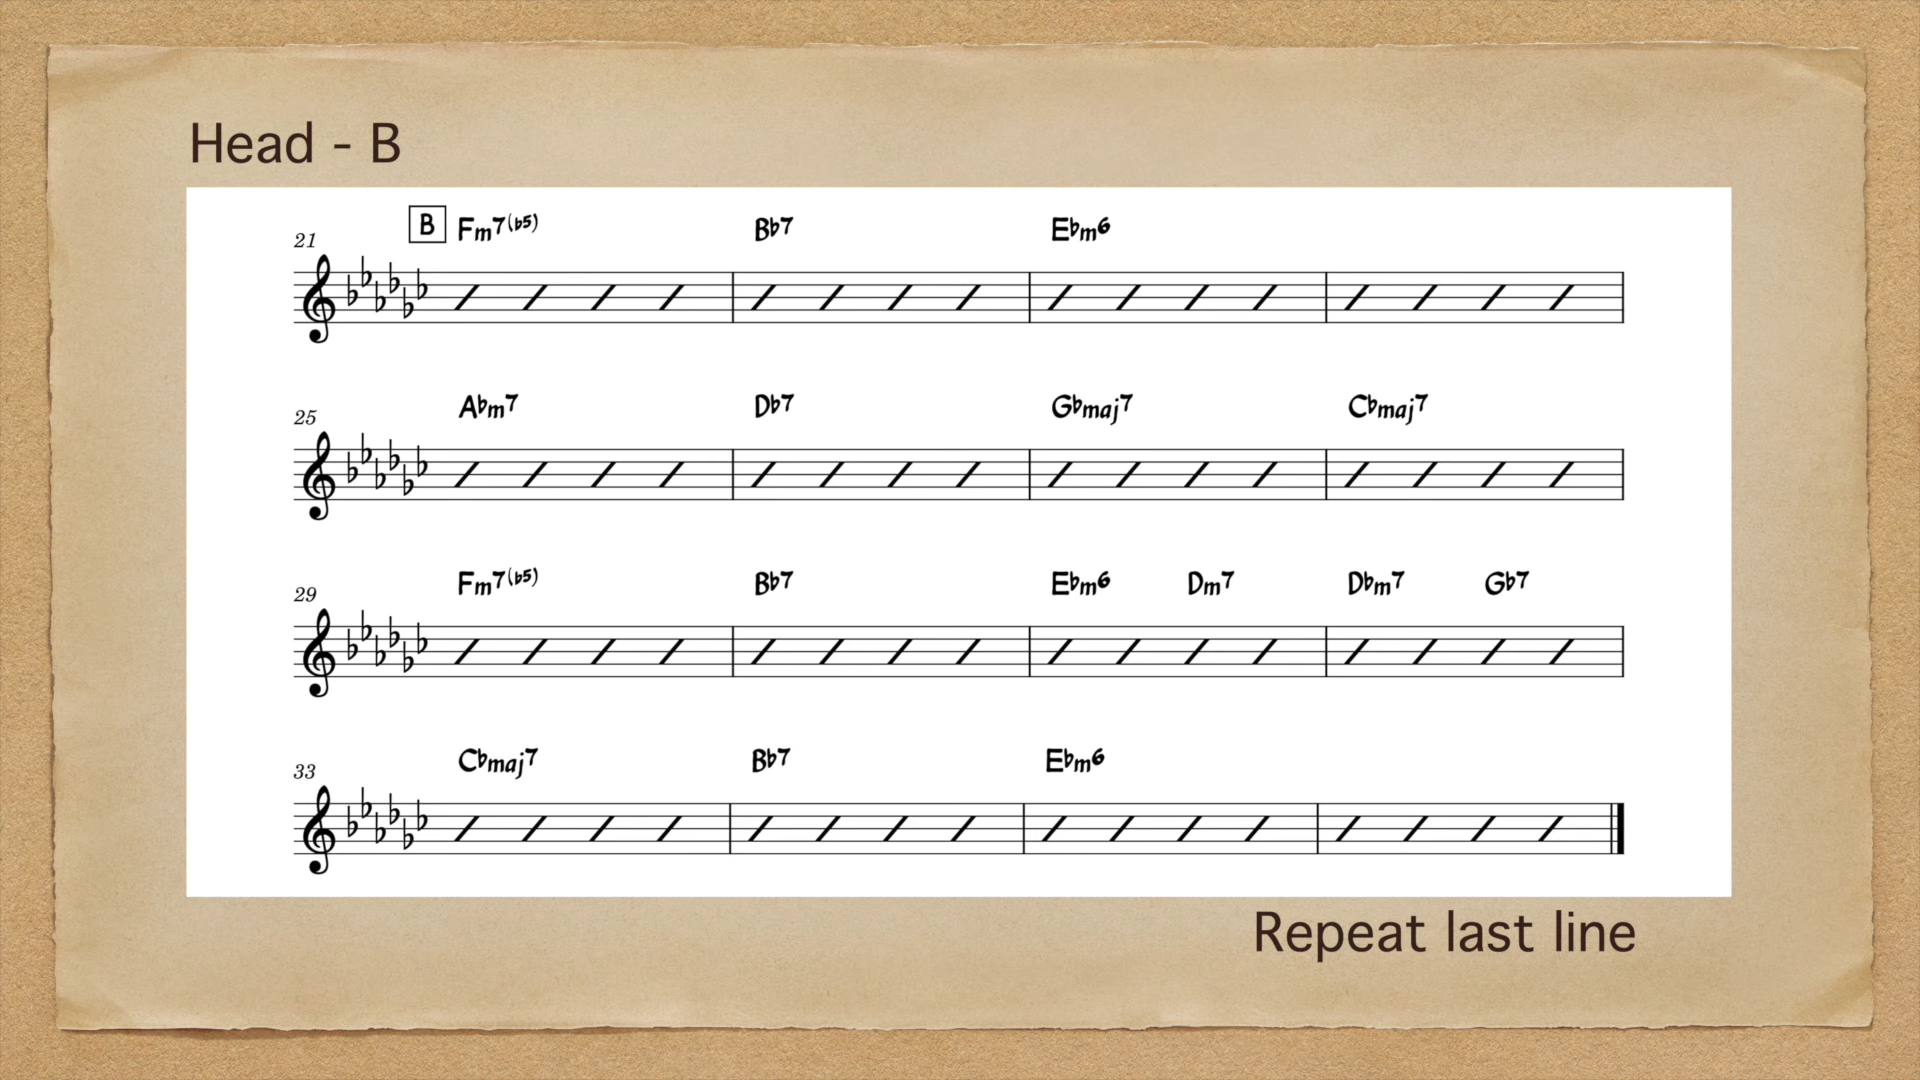 Head - B
B Fm7(b5) Bb7 Ebm6
21
Abm7 Db7 Gbmaj7 Cbmaj7
25
Fm7(b5) Bb7 Ebm6 Dm7 Dbm7 Gb7
29
Cbmaj7 Bb7 Ebm6
33
Repeat last line